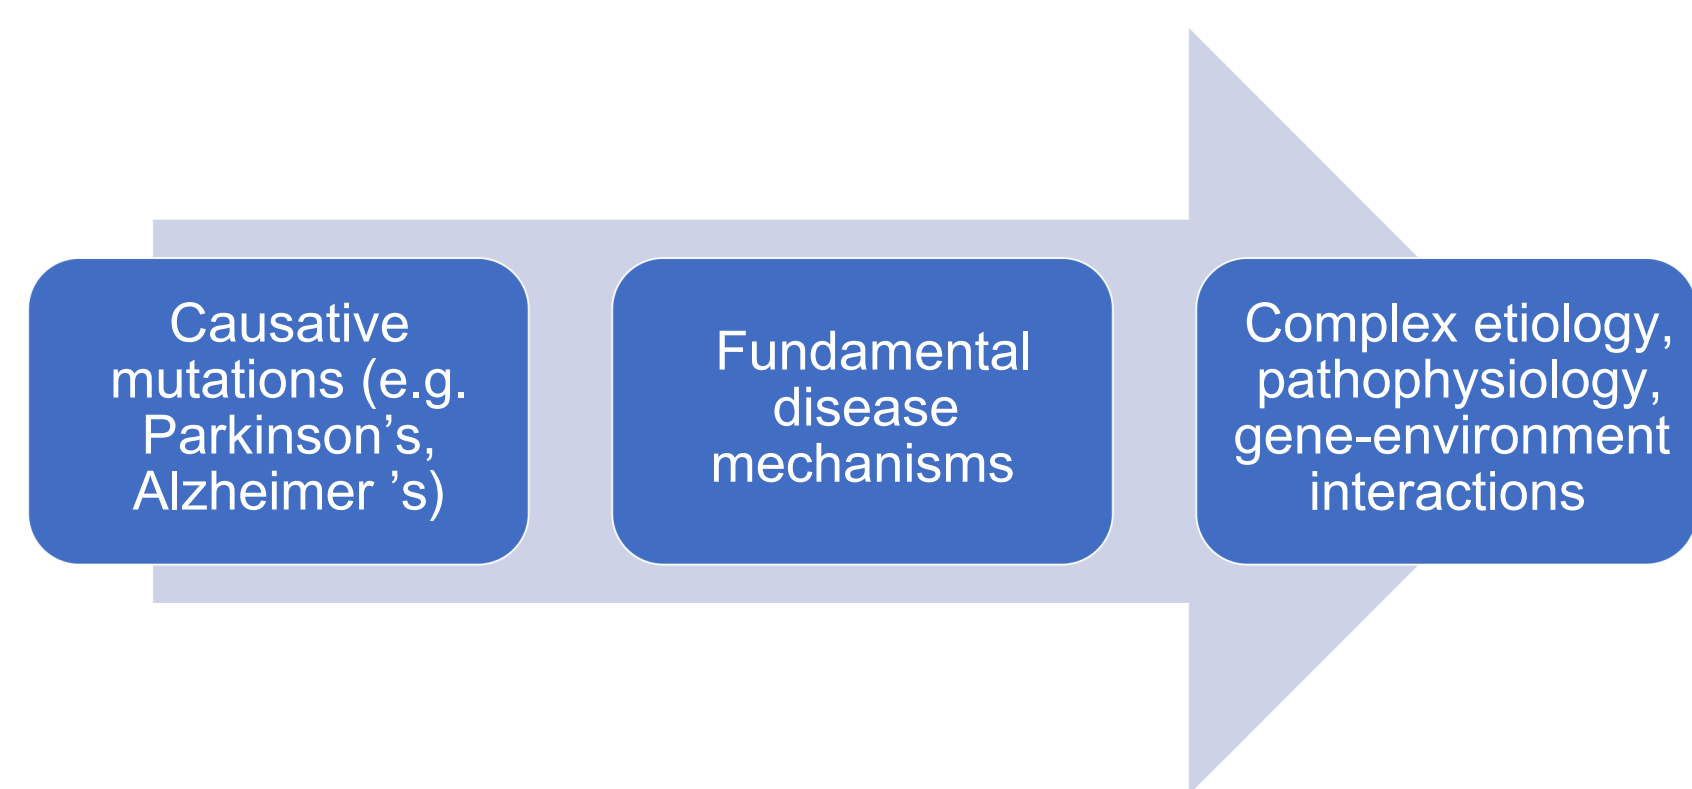 Causative
mutations (e.g.
Parkinson’s,
Alzheimer ’s)
Fundamental
disease
mechanisms
Complex etiology,
pathophysiology,
gene-environment
interactions